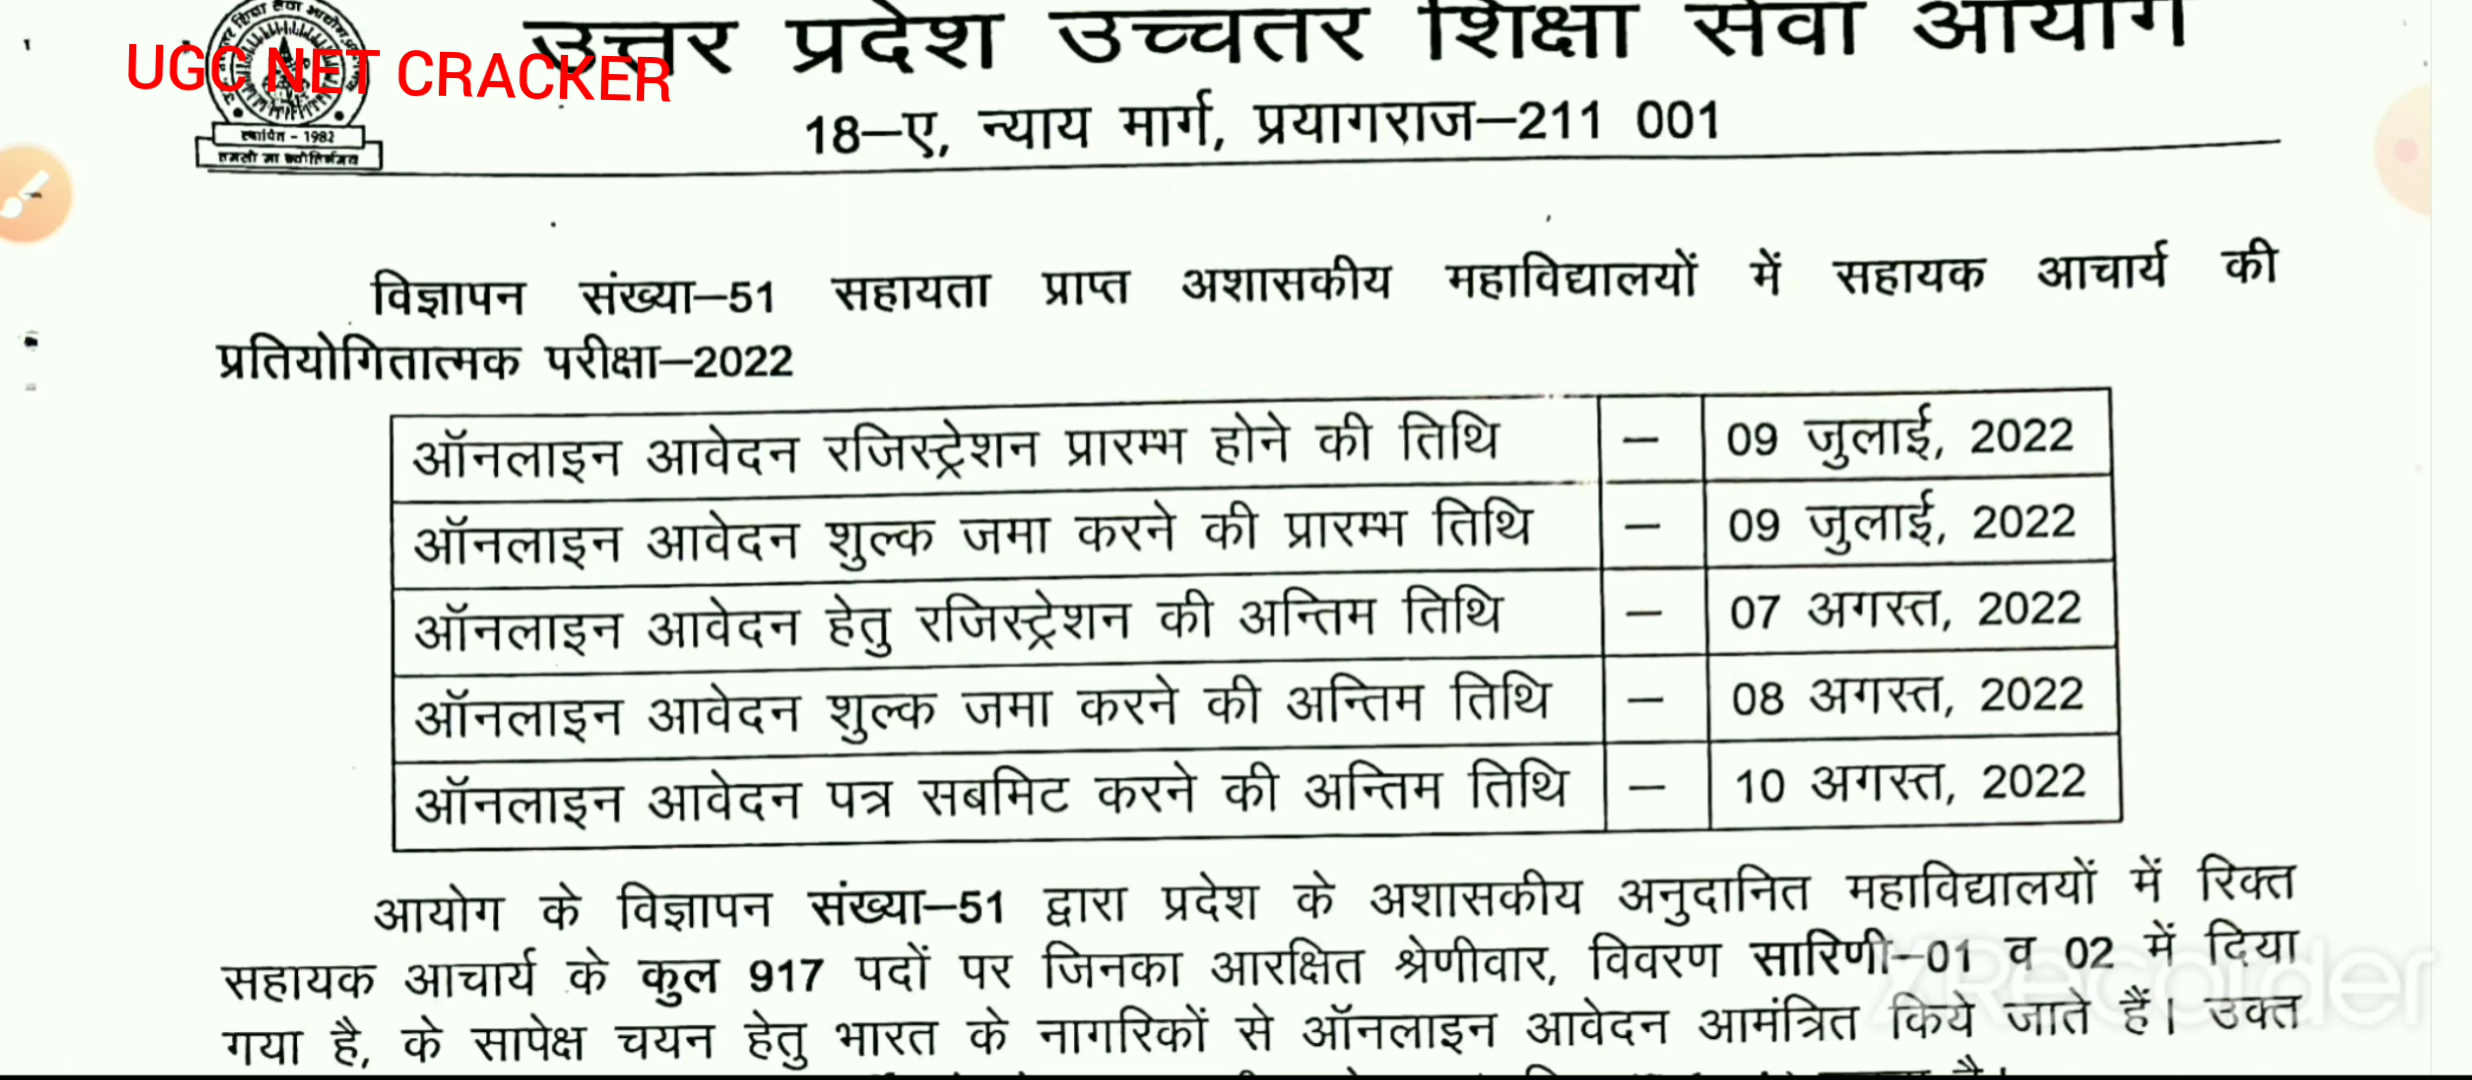 उत्तर प्रदेश उच्चतर शिक्षा सेवा आयोग
UGC NET CRACKER
स्थापित - 1982
तमसो मा ज्योतिर्गमय
18–ए, न्याय मार्ग, प्रयागराज–211 001
विज्ञापन संख्या–51 सहायता प्राप्त अशासकीय महाविद्यालयों में सहायक आचार्य की
प्रतियोगितात्मक परीक्षा–2022
ऑनलाइन आवेदन रजिस्ट्रेशन प्रारम्भ होने की तिथि – 09 जुलाई, 2022
ऑनलाइन आवेदन शुल्क जमा करने की प्रारम्भ तिथि – 09 जुलाई, 2022
ऑनलाइन आवेदन हेतु रजिस्ट्रेशन की अन्तिम तिथि – 07 अगस्त, 2022
ऑनलाइन आवेदन शुल्क जमा करने की अन्तिम तिथि – 08 अगस्त, 2022
ऑनलाइन आवेदन पत्र सबमिट करने की अन्तिम तिथि – 10 अगस्त, 2022
आयोग के विज्ञापन संख्या–51 द्वारा प्रदेश के अशासकीय अनुदानित महाविद्यालयों में रिक्त
सहायक आचार्य के कुल 917 पदों पर जिनका आरक्षित श्रेणीवार, विवरण सारिणी–01 व 02 में दिया
गया है, के सापेक्ष चयन हेतु भारत के नागरिकों से ऑनलाइन आवेदन आमंत्रित किये जाते हैं। उक्त
XRecorder